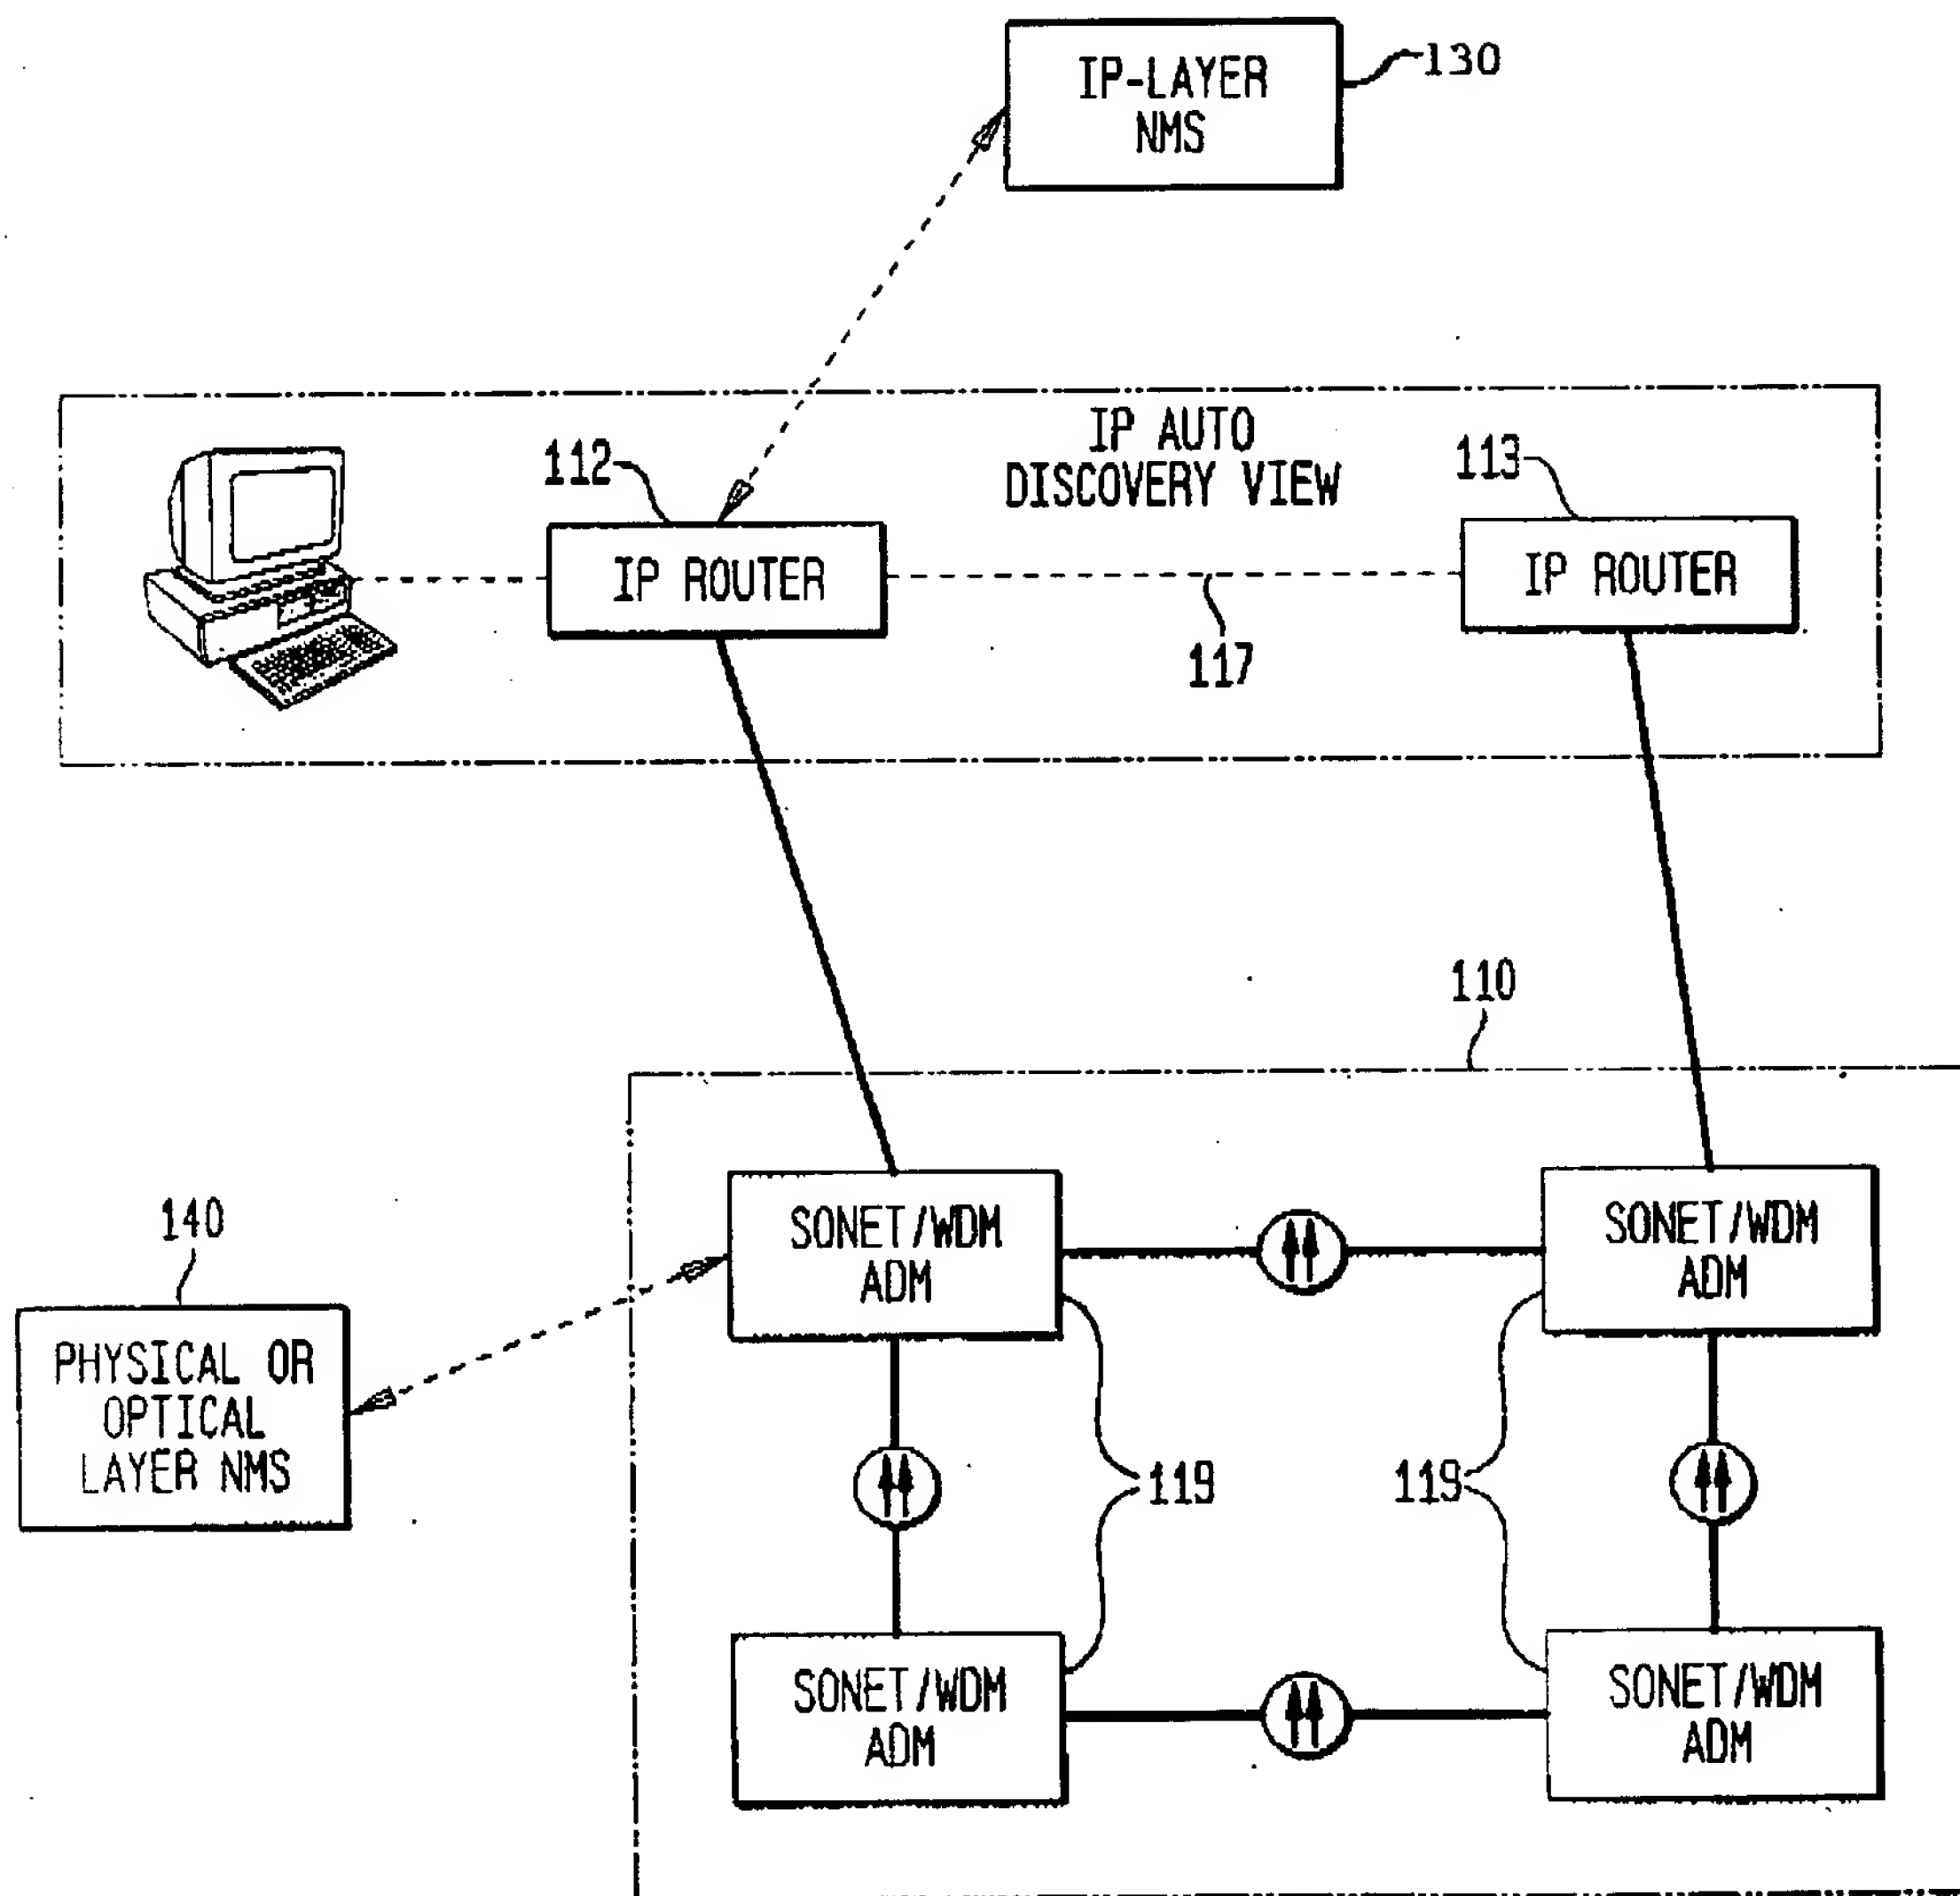 IP-LAYER
NMS
130
IP AUTO
DISCOVERY VIEW
112
113
IP ROUTER
IP ROUTER
117
110
140
SONET/WDM
ADM
SONET/WDM
ADM
PHYSICAL OR
OPTICAL
LAYER NMS
119
119
SONET/WDM
ADM
SONET/WDM
ADM